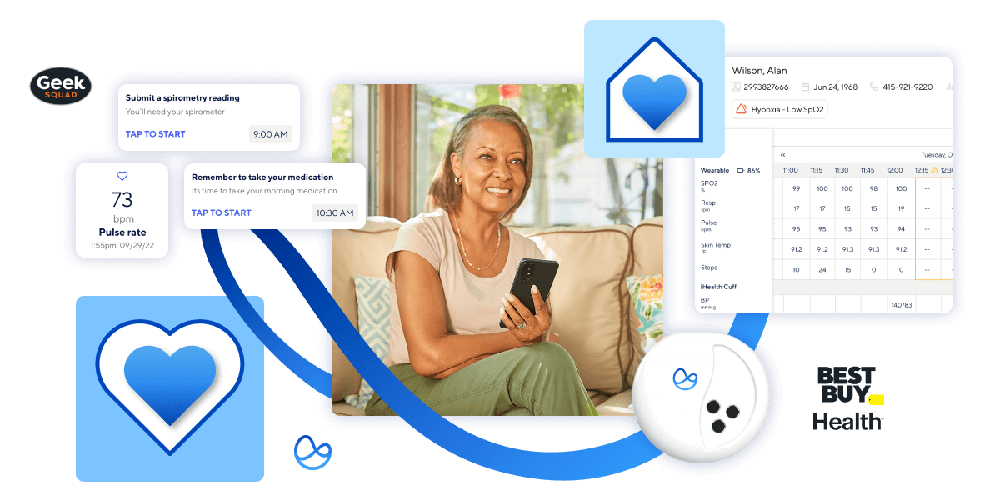 Geek
SQUAD
Submit a spirometry reading
You'll need your spirometer
TAP TO START
9:00 AM
73
bpm
Pulse rate
1:55pm, 09/29/22
Remember to take your medication
Its time to take your morning medication
TAP TO START
10:30 AM
Wilson, Alan
2993827666
Jun 24, 1968
415-921-9220
Hypoxia - Low SpO2
«
Tuesday, O
Wearable 86% 11:00 11:15 11:30 11:45 12:00 12:15 12:30
SPO2
% 99 100 100 98 100 --
Resp
rpm 17 17 15 15 19 --
Pulse
bpm 95 95 93 93 94 --
Skin Temp
°F 91.2 91.2 91.3 91.3 91.2 --
Steps 10 24 15 0 0 --
iHealth Cuff
BP
mmHg 140/83
BEST
BUY
Health